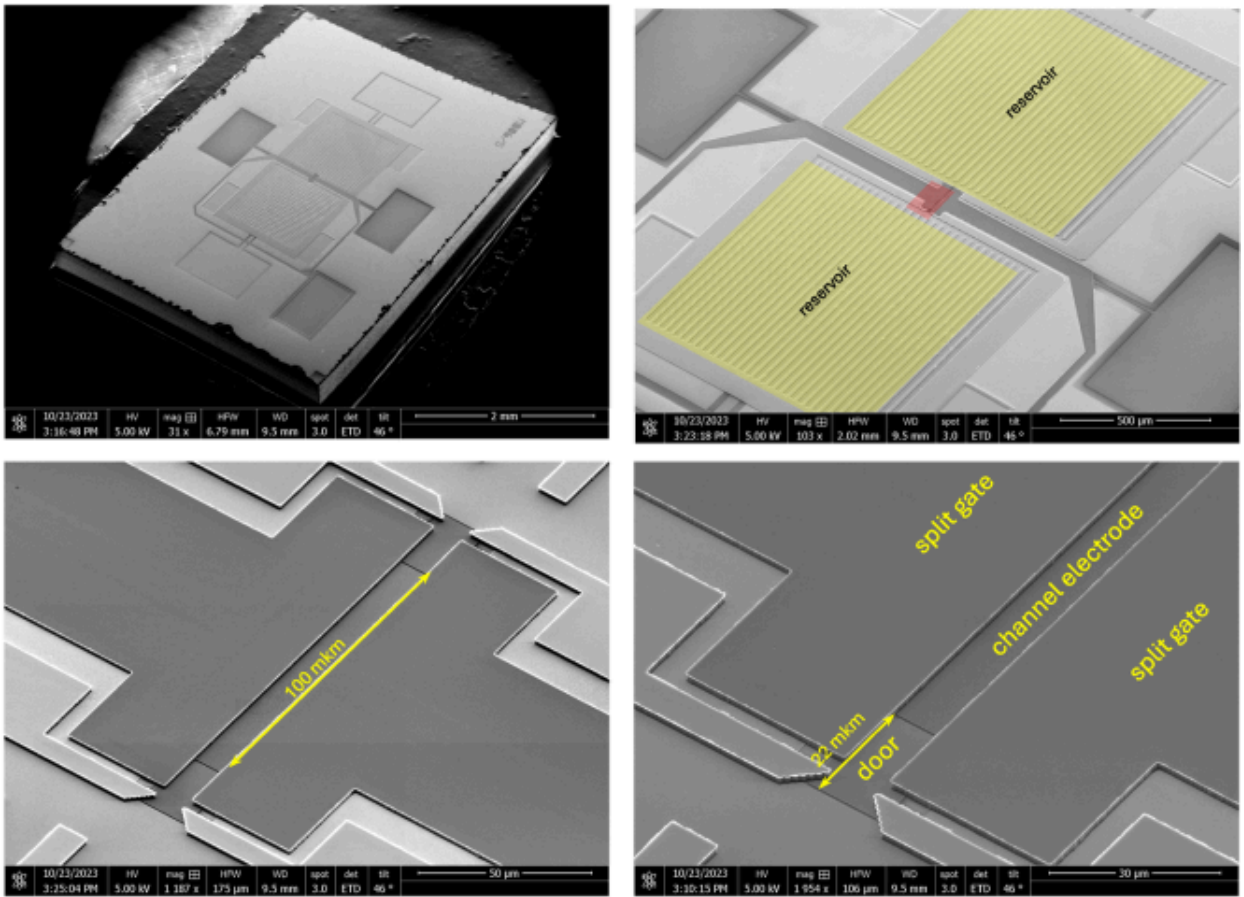 10/23/2023 HV mag HFW WD spot det tilt 2 mm
3:16:48 PM 5.00 kV 31 x 6.79 mm 9.5 mm 3.0 ETD 46 °
reservoir
reservoir
10/23/2023 HV mag HFW WD spot det tilt 500 µm
3:23:18 PM 5.00 kV 103 x 2.02 mm 9.5 mm 3.0 ETD 46 °
100 mkm
10/23/2023 HV mag HFW WD spot det tilt 50 µm
3:25:04 PM 5.00 kV 1 187 x 175 µm 9.5 mm 3.0 ETD 46 °
split gate
channel electrode
split gate
22 mkm
door
10/23/2023 HV mag HFW WD spot det tilt 30 µm
3:10:15 PM 5.00 kV 1 954 x 106 µm 9.5 mm 3.0 ETD 46 °